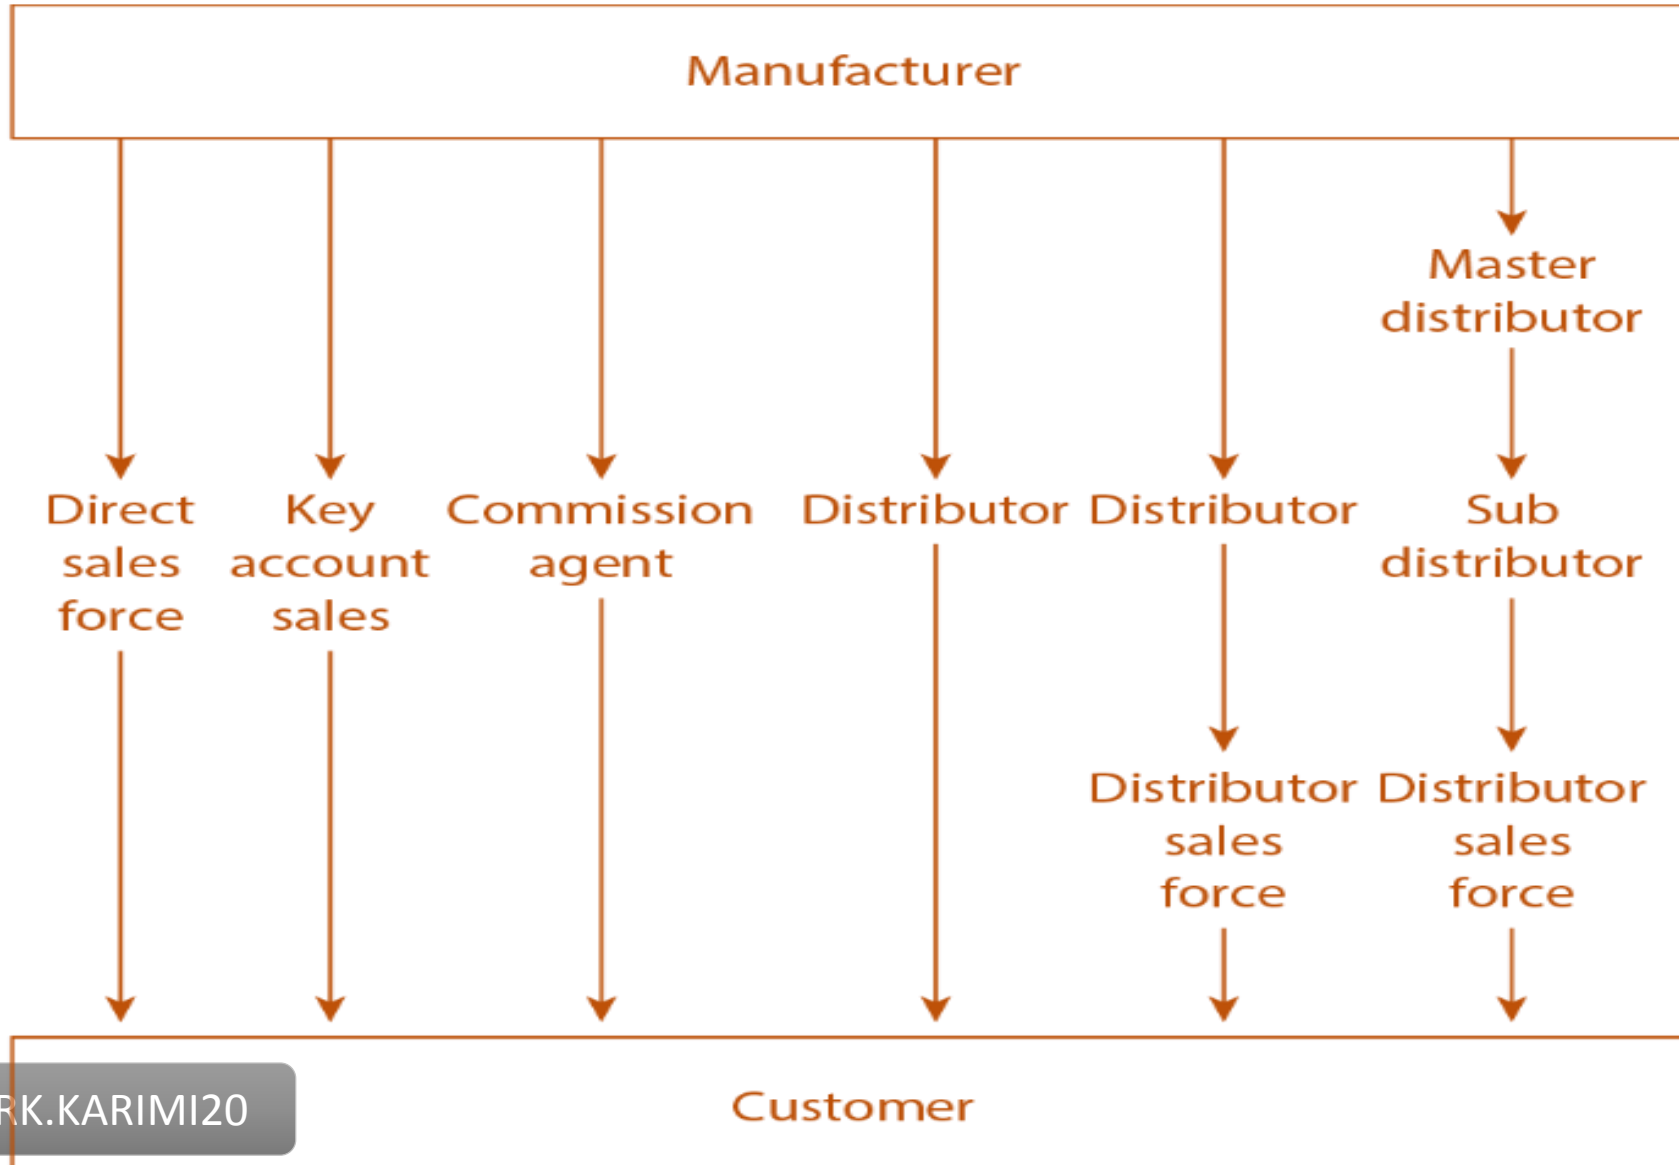 Manufacturer
Master
distributor
Direct
sales
force
Key
account
sales
Commission
agent
Distributor
Distributor
Sub
distributor
Distributor
sales
force
Distributor
sales
force
Customer
RK.KARIMI20